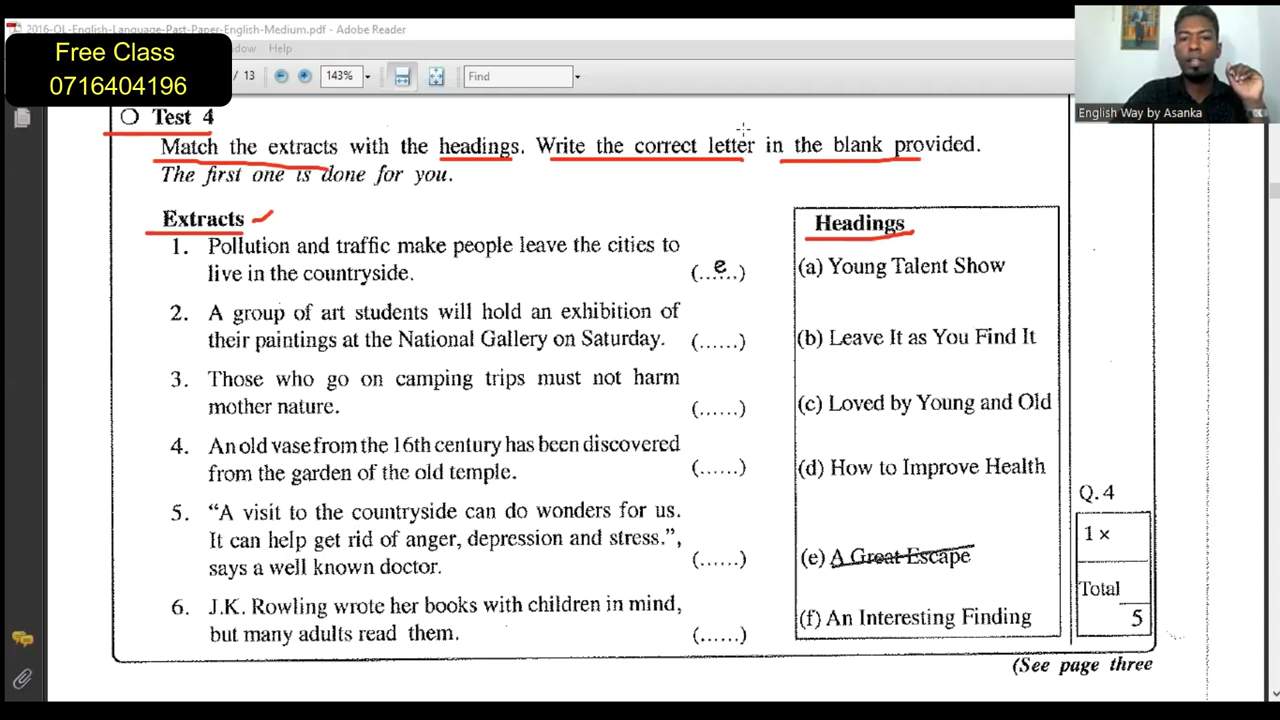 2016-OL-English-Language-Past-Paper-English-Medium.pdf - Adobe Reader
Free Class
0716404196
Help
/ 13
143%
Find
English Way by Asanka
Test 4
Match the extracts with the headings. Write the correct letter in the blank provided.
The first one is done for you.
Extracts
1. Pollution and traffic make people leave the cities to
live in the countryside. (...e...)
2. A group of art students will hold an exhibition of
their paintings at the National Gallery on Saturday. (......)
3. Those who go on camping trips must not harm
mother nature. (......)
4. An old vase from the 16th century has been discovered
from the garden of the old temple. (......)
5. “A visit to the countryside can do wonders for us.
It can help get rid of anger, depression and stress.”,
says a well known doctor. (......)
6. J.K. Rowling wrote her books with children in mind,
but many adults read them. (......)
Headings
(a) Young Talent Show
(b) Leave It as You Find It
(c) Loved by Young and Old
(d) How to Improve Health
(e) A Great Escape
(f) An Interesting Finding
Q. 4
1 ×
Total
5
(See page three